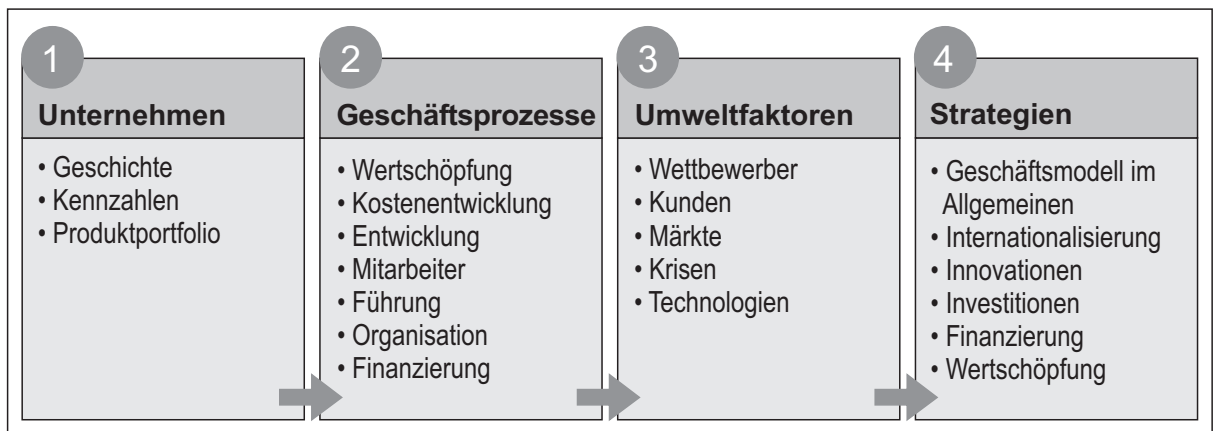 1
Unternehmen
• Geschichte
• Kennzahlen
• Produktportfolio
2
Geschäftsprozesse
• Wertschöpfung
• Kostenentwicklung
• Entwicklung
• Mitarbeiter
• Führung
• Organisation
• Finanzierung
3
Umweltfaktoren
• Wettbewerber
• Kunden
• Märkte
• Krisen
• Technologien
4
Strategien
• Geschäftsmodell im
Allgemeinen
• Internationalisierung
• Innovationen
• Investitionen
• Finanzierung
• Wertschöpfung